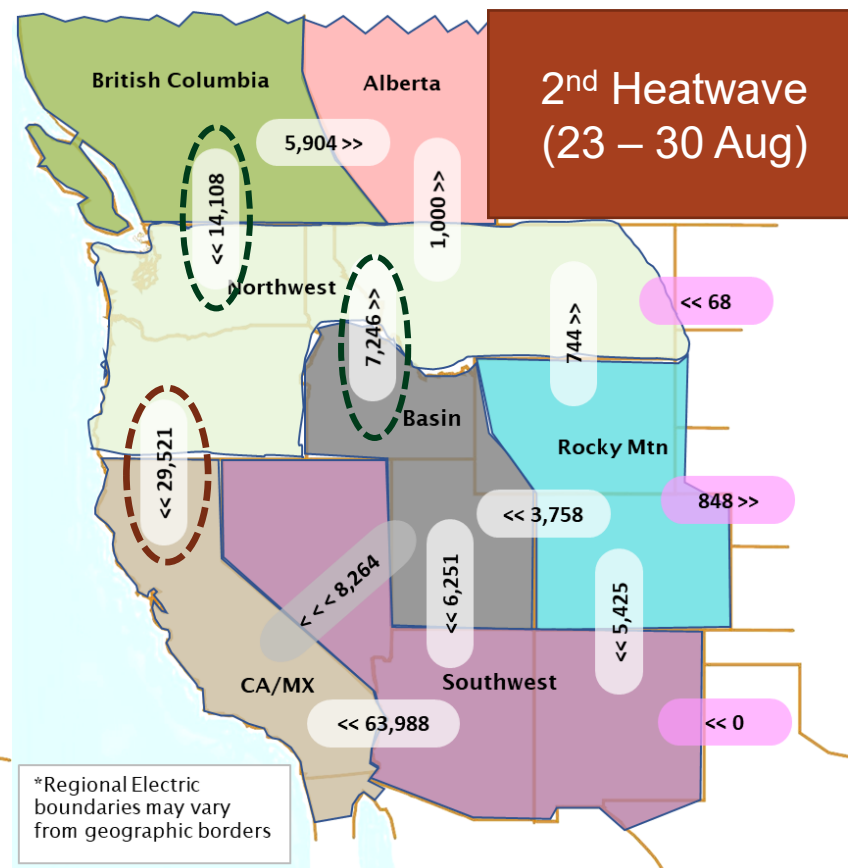 2nd Heatwave
(23 – 30 Aug)
British Columbia
Alberta
5,904 >>
<< 14,108
1,000 >>
Northwest
7,246 >>
744 >>
<< 68
Basin
Rocky Mtn
<< 29,521
<< 3,758
848 >>
< < < 8,264
<< 6,251
<< 5,425
CA/MX
Southwest
<< 63,988
<< 0
*Regional Electric
boundaries may vary
from geographic borders